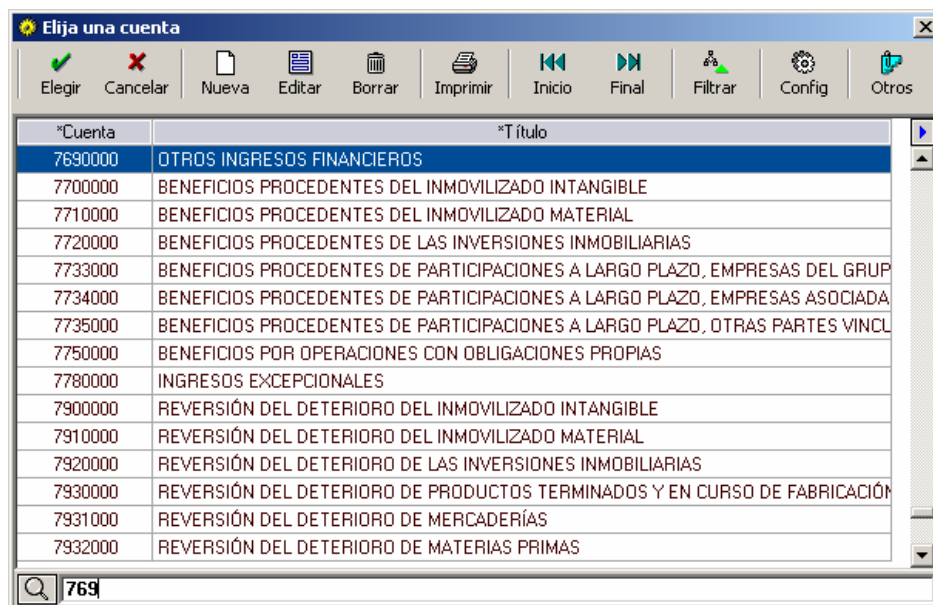 Elija una cuenta
Elegir Cancelar Nueva Editar Borrar Imprimir Inicio Final Filtrar Config Otros
*Cuenta *Título
7690000 OTROS INGRESOS FINANCIEROS
7700000 BENEFICIOS PROCEDENTES DEL INMOVILIZADO INTANGIBLE
7710000 BENEFICIOS PROCEDENTES DEL INMOVILIZADO MATERIAL
7720000 BENEFICIOS PROCEDENTES DE LAS INVERSIONES INMOBILIARIAS
7733000 BENEFICIOS PROCEDENTES DE PARTICIPACIONES A LARGO PLAZO, EMPRESAS DEL GRUP
7734000 BENEFICIOS PROCEDENTES DE PARTICIPACIONES A LARGO PLAZO, EMPRESAS ASOCIADA
7735000 BENEFICIOS PROCEDENTES DE PARTICIPACIONES A LARGO PLAZO, OTRAS PARTES VINCU
7750000 BENEFICIOS POR OPERACIONES CON OBLIGACIONES PROPIAS
7780000 INGRESOS EXCEPCIONALES
7900000 REVERSIÓN DEL DETERIORO DEL INMOVILIZADO INTANGIBLE
7910000 REVERSIÓN DEL DETERIORO DEL INMOVILIZADO MATERIAL
7920000 REVERSIÓN DEL DETERIORO DE LAS INVERSIONES INMOBILIARIAS
7930000 REVERSIÓN DEL DETERIORO DE PRODUCTOS TERMINADOS Y EN CURSO DE FABRICACIÓN
7931000 REVERSIÓN DEL DETERIORO DE MERCADERÍAS
7932000 REVERSIÓN DEL DETERIORO DE MATERIAS PRIMAS
769